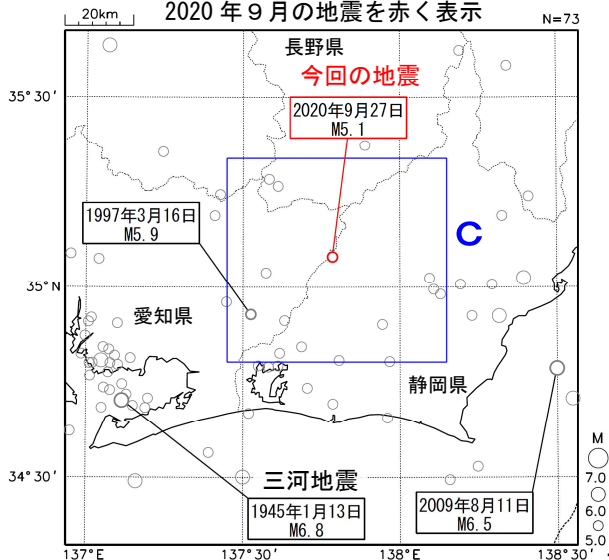 2020年９月の地震を赤く表示
20km
N=73
長野県
今回の地震
35°30′
2020年9月27日
M5.1
1997年3月16日
M5.9
C
35°N
愛知県
静岡県
M
7.0
6.0
5.0
34°30′
三河地震
1945年1月13日
M6.8
2009年8月11日
M6.5
137°E
137°30′
138°E
138°30′